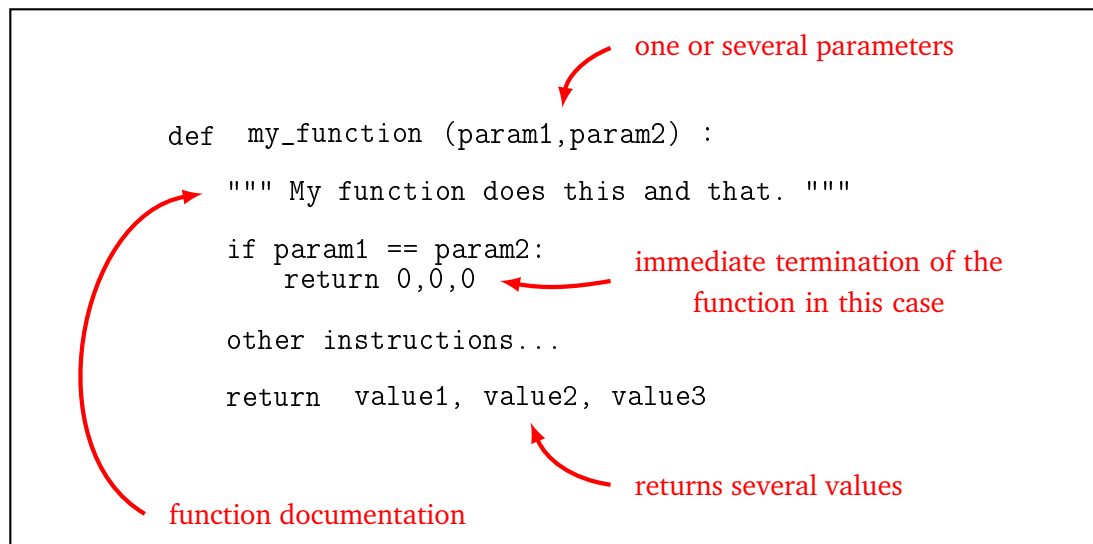 one or several parameters
def my_function (param1,param2) :
""" My function does this and that. """
if param1 == param2:
return 0,0,0
immediate termination of the
function in this case
other instructions...
return value1, value2, value3
returns several values
function documentation